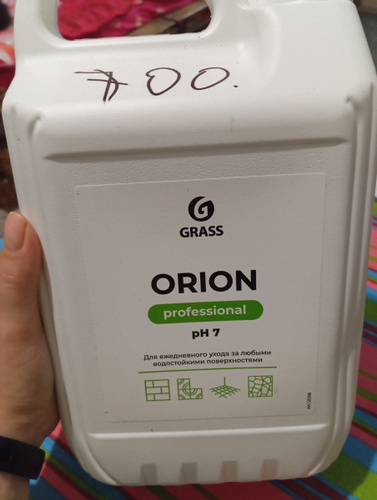 700.
GRASS
ORION
professional
pH 7
Для ежедневного ухода за любыми
водостойкими поверхностями